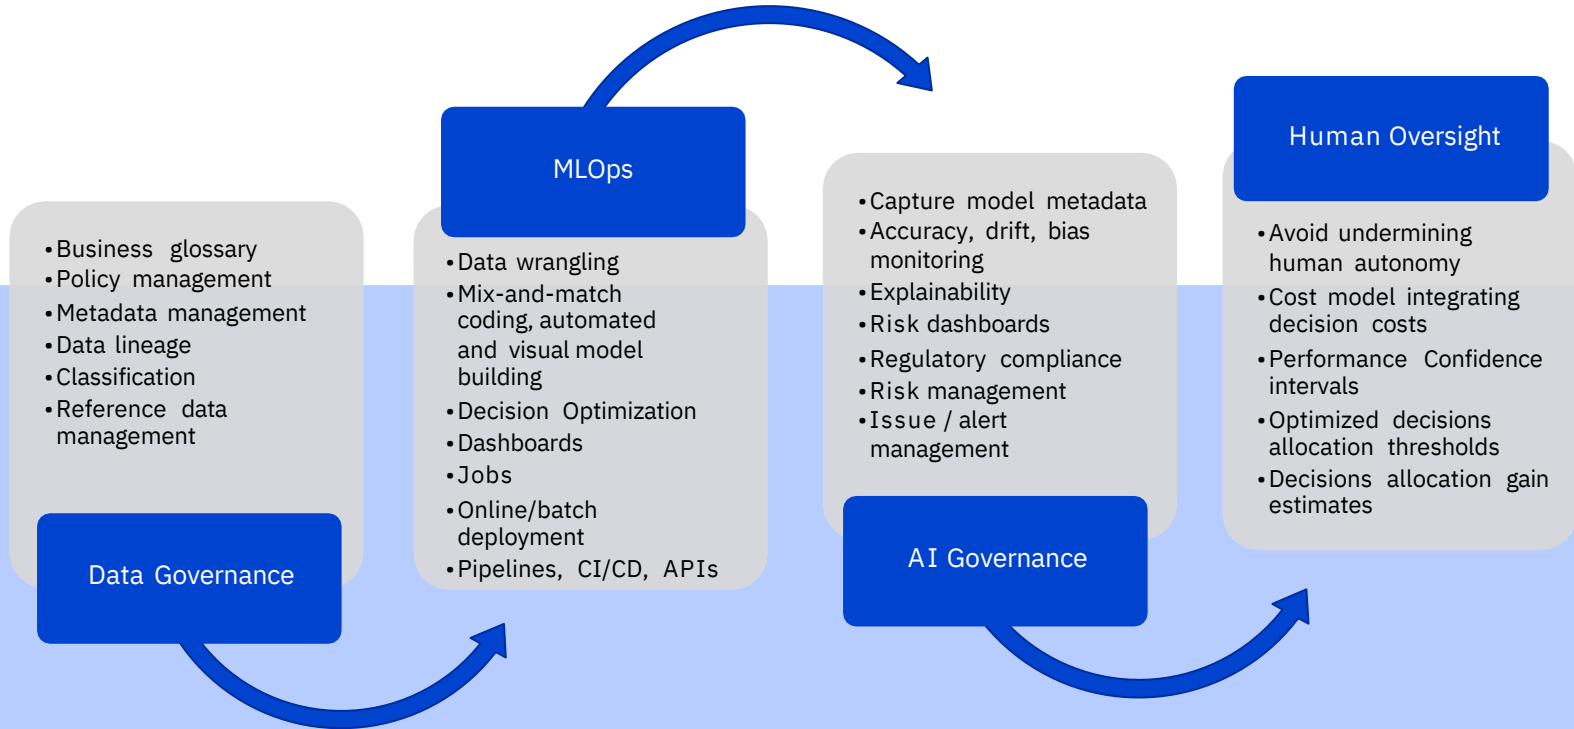 • Business glossary
• Policy management
• Metadata management
• Data lineage
• Classification
• Reference data
management
Data Governance
MLOps
• Data wrangling
• Mix-and-match
coding, automated
and visual model
building
• Decision Optimization
• Dashboards
• Jobs
• Online/batch
deployment
• Pipelines, CI/CD, APIs
• Capture model metadata
• Accuracy, drift, bias
monitoring
• Explainability
• Risk dashboards
• Regulatory compliance
• Risk management
• Issue / alert
management
AI Governance
Human Oversight
• Avoid undermining
human autonomy
• Cost model integrating
decision costs
• Performance Confidence
intervals
• Optimized decisions
allocation thresholds
• Decisions allocation gain
estimates